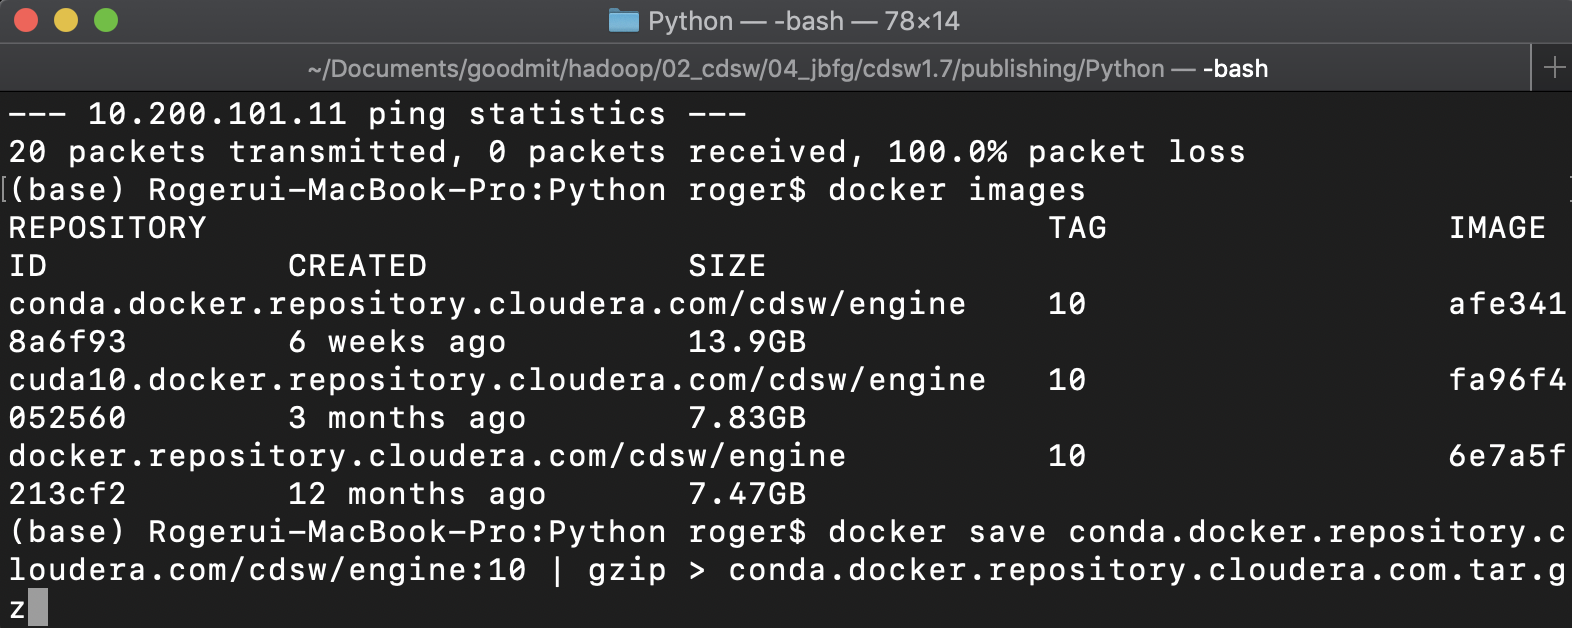 Python — -bash — 78×14
~/Documents/goodmit/hadoop/02_cdsw/04_jbfg/cdsw1.7/publishing/Python — -bash
--- 10.200.101.11 ping statistics ---
20 packets transmitted, 0 packets received, 100.0% packet loss
[(base) Rogerui-MacBook-Pro:Python roger$ docker images
REPOSITORY                                          TAG                 IMAGE
ID            CREATED             SIZE
conda.docker.repository.cloudera.com/cdsw/engine    10                  afe341
8a6f93        6 weeks ago         13.9GB
cuda10.docker.repository.cloudera.com/cdsw/engine   10                  fa96f4
052560        3 months ago        7.83GB
docker.repository.cloudera.com/cdsw/engine          10                  6e7a5f
213cf2        12 months ago       7.47GB
(base) Rogerui-MacBook-Pro:Python roger$ docker save conda.docker.repository.c
loudera.com/cdsw/engine:10 | gzip > conda.docker.repository.cloudera.com.tar.g
z